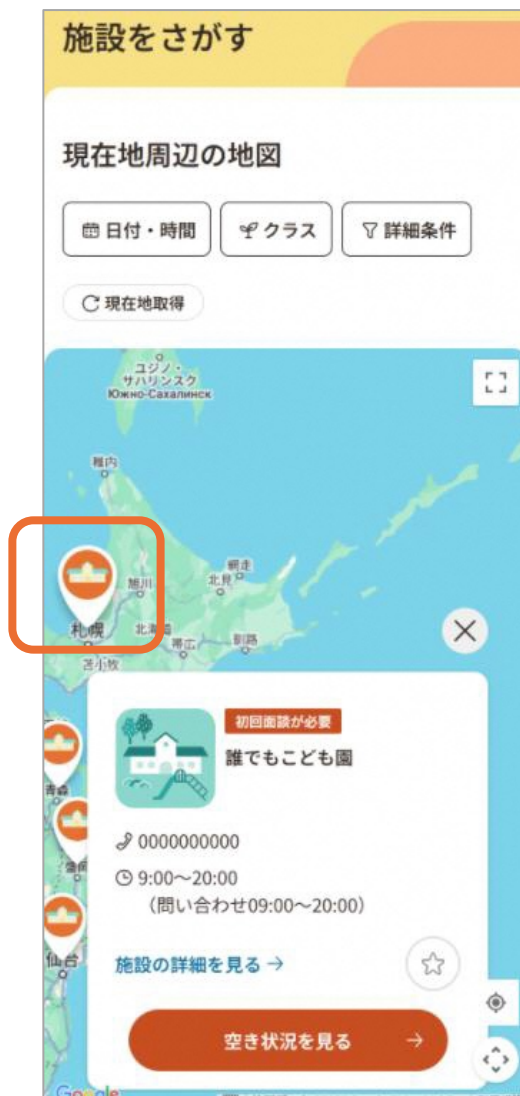 施設をさがす
現在地周辺の地図
日付・時間
クラス
詳細条件
現在地取得
ユジノ・
サハリンスク
Южно-Сахалинск
稚内
網走
旭川
北見
札幌
帯広
釧路
苫小牧
初回面談が必要
誰でもこども園
青森
0000000000
9:00〜20:00
（問い合わせ09:00〜20:00）
仙台
施設の詳細を見る →
空き状況を見る →
Google